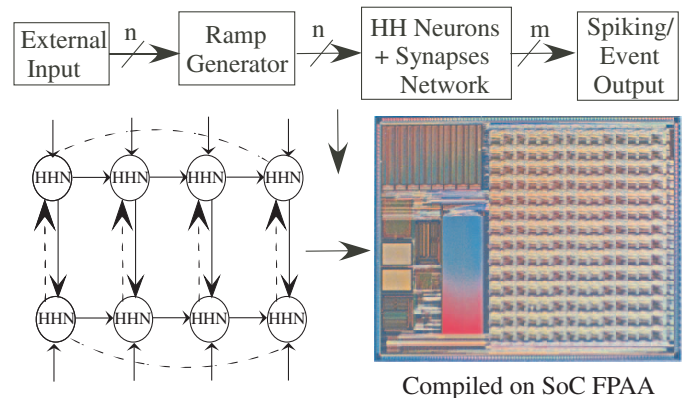 External
Input
n
Ramp
Generator
n
HH Neurons
+ Synapses
Network
m
Spiking/
Event
Output
HHN
HHN
HHN
HHN
HHN
HHN
HHN
HHN
Compiled on SoC FPAA